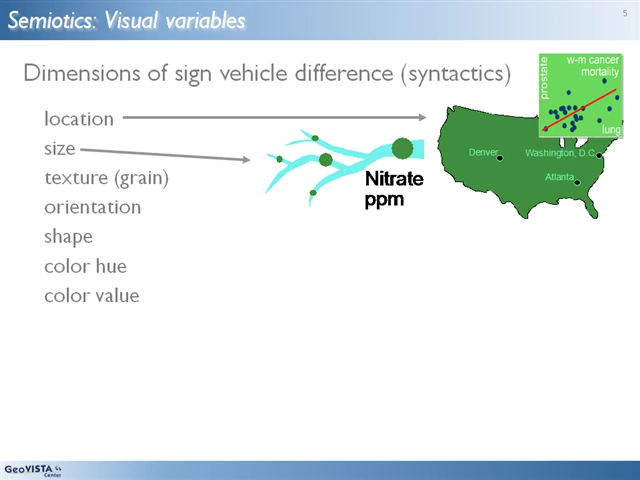 Semiotics: Visual variables
5
Dimensions of sign vehicle difference (syntactics)
location
size
texture (grain)
orientation
shape
color hue
color value
Nitrate
ppm
prostate
w-m cancer
mortality
lung
Denver
Washington, D.C.
Atlanta
GeoVISTA
Center